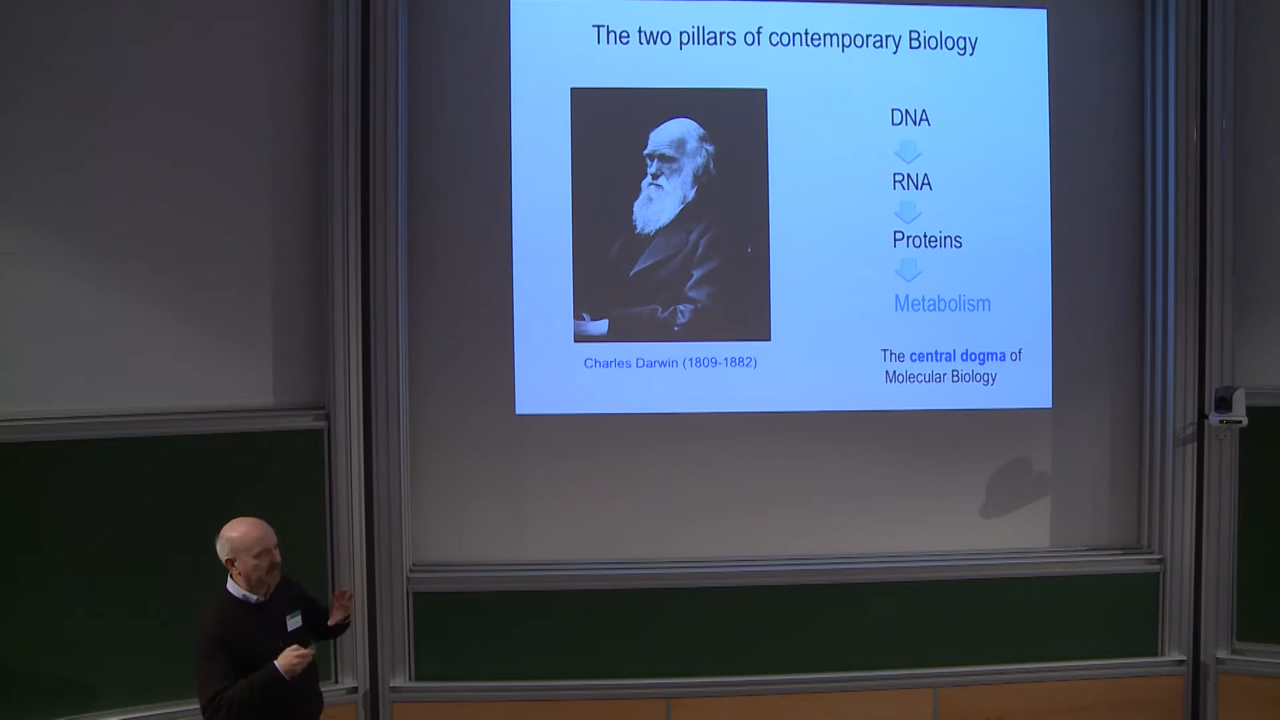 The two pillars of contemporary Biology
DNA
RNA
Proteins
Metabolism
Charles Darwin (1809-1882)
The central dogma of
Molecular Biology